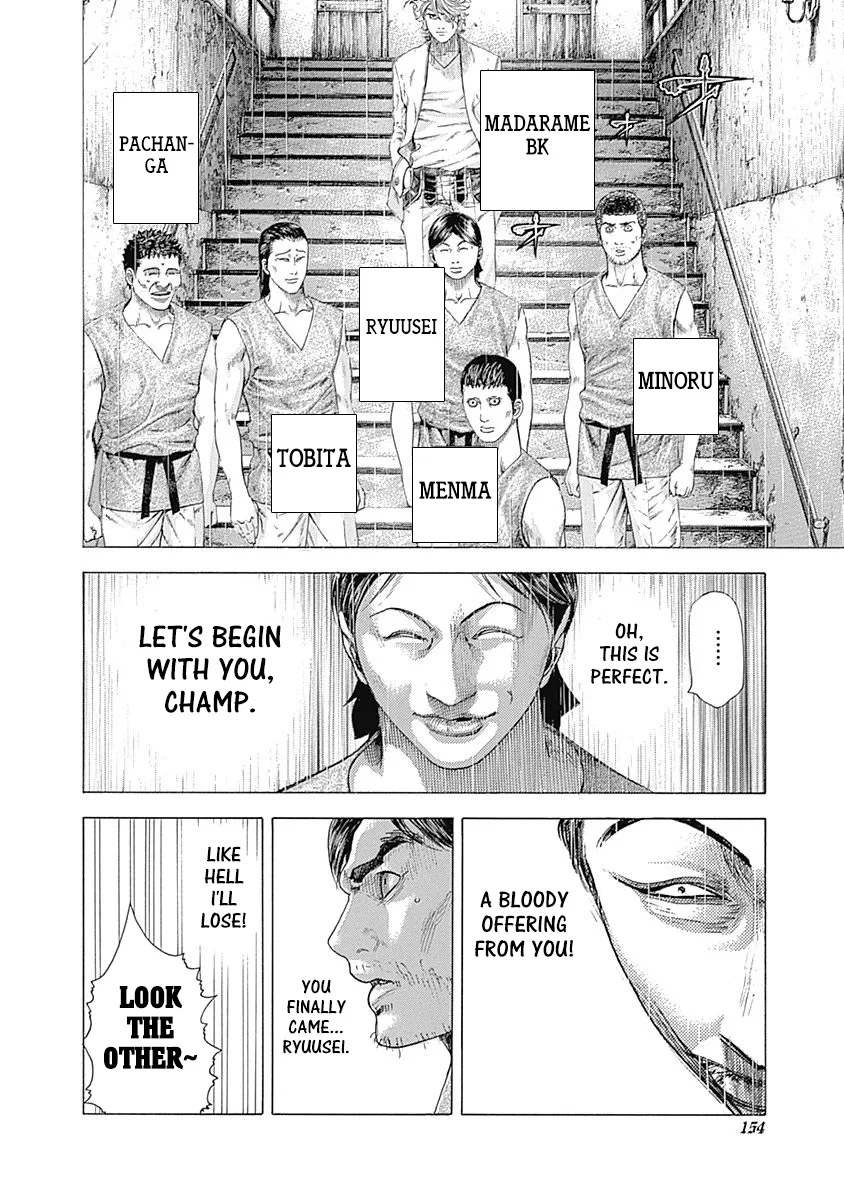 MADARAME
BK
PACHAN-
GA
RYUUSEI
MINORU
TOBITA
MENMA
OH,
THIS IS
PERFECT.
LET'S BEGIN
WITH YOU,
CHAMP.
A BLOODY
OFFERING
FROM YOU!
YOU
FINALLY
CAME...
RYUUSEI.
LIKE
HELL
I'LL
LOSE!
LOOK
THE
OTHER~
154